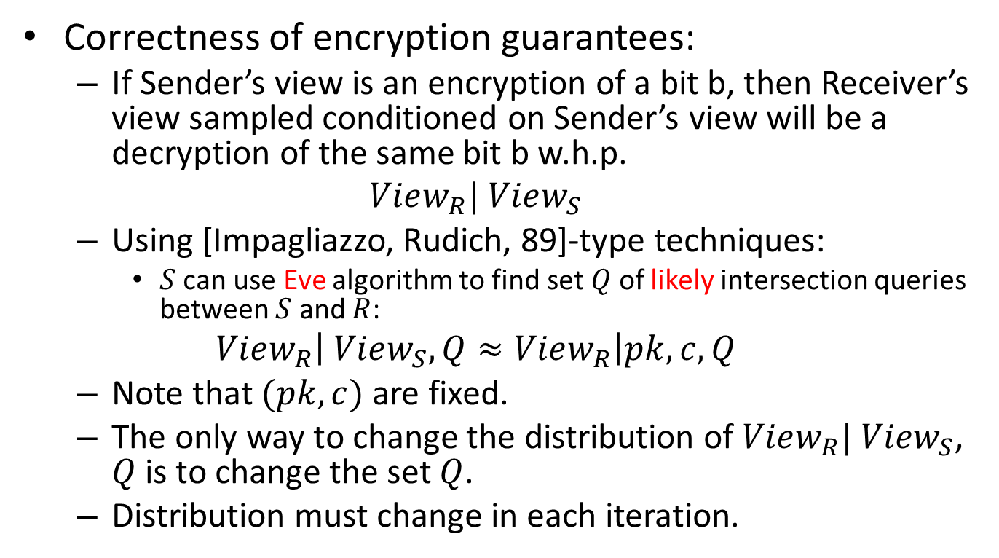 • Correctness of encryption guarantees:
– If Sender’s view is an encryption of a bit b, then Receiver’s
view sampled conditioned on Sender’s view will be a
decryption of the same bit b w.h.p.
View_R | View_S
– Using [Impagliazzo, Rudich, 89]-type techniques:
• S can use Eve algorithm to find set Q of likely intersection queries
between S and R:
View_R | View_S, Q ≈ View_R | pk, c, Q
– Note that (pk, c) are fixed.
– The only way to change the distribution of View_R | View_S,
Q is to change the set Q.
– Distribution must change in each iteration.